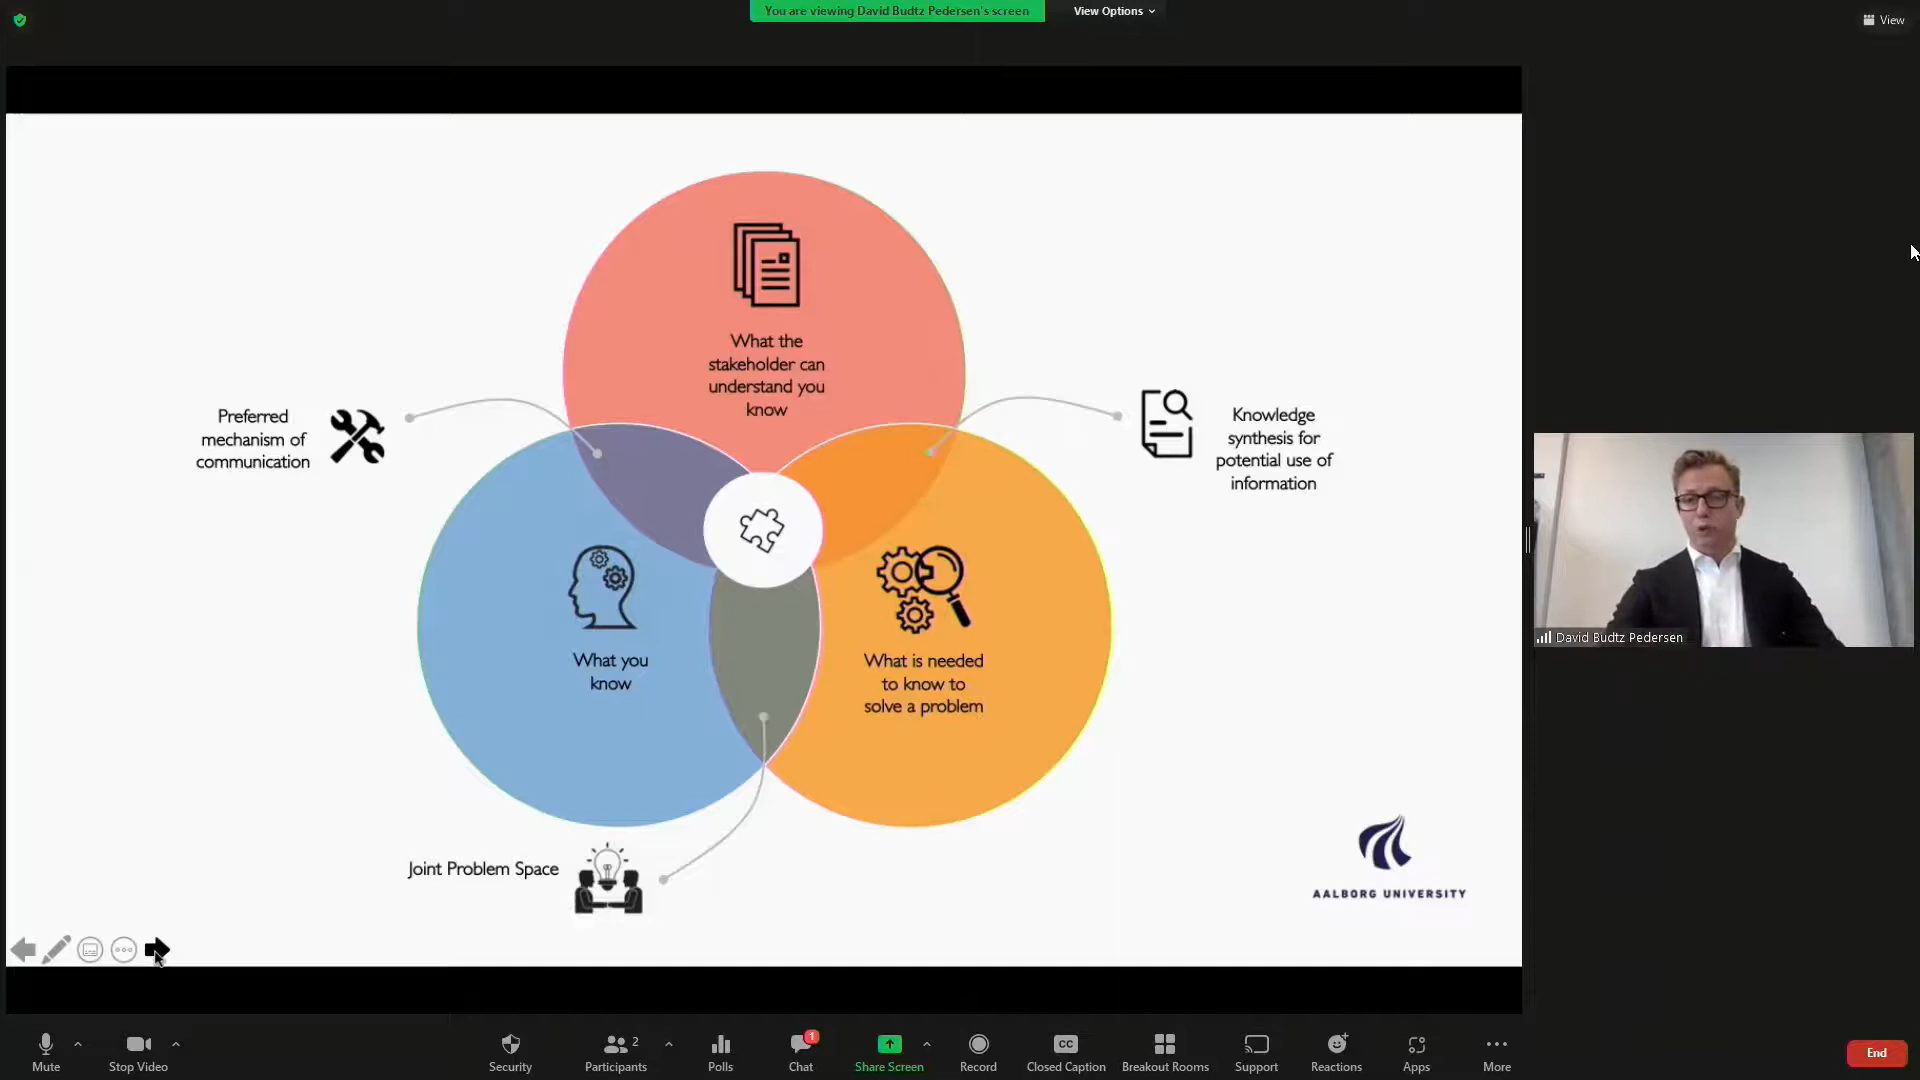 You are viewing David Budtz Pedersen's screen
View Options
View
What the
stakeholder can
understand you
know
Preferred
mechanism of
communication
Knowledge
synthesis for
potential use of
information
What you
know
What is needed
to know to
solve a problem
David Budtz Pedersen
Joint Problem Space
AALBORG UNIVERSITY
Mute
Stop Video
Security
Participants
2
Polls
Chat
1
Share Screen
Record
CC
Closed Caption
Breakout Rooms
Support
Reactions
Apps
More
End